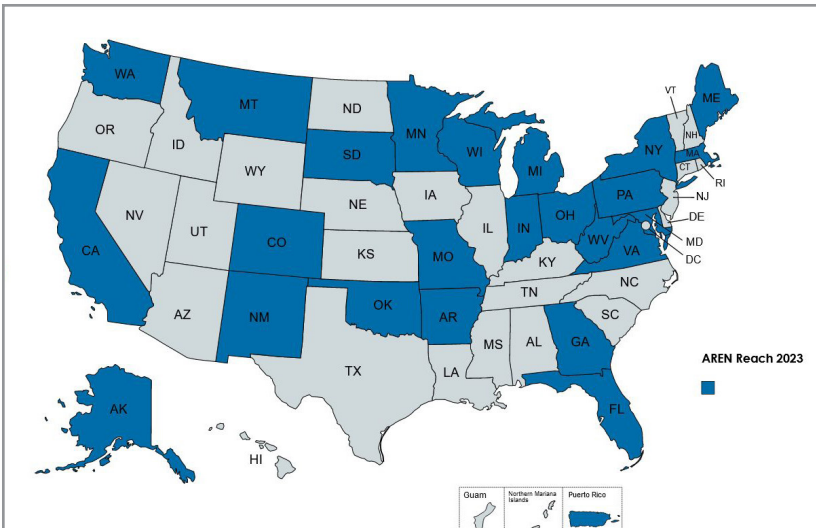 WA
MT
ND
MN
VT
ME
OR
ID
SD
WI
MI
NY
NH
MA
CT
RI
WY
IA
PA
NJ
NE
IL
IN
OH
DE
NV
UT
CO
WV
MD
CA
KS
MO
KY
VA
DC
NC
TN
AZ
NM
OK
AR
SC
MS
AL
GA
TX
LA
AREN Reach 2023
AK
FL
HI
Guam
Northern Mariana
Islands
Puerto Rico